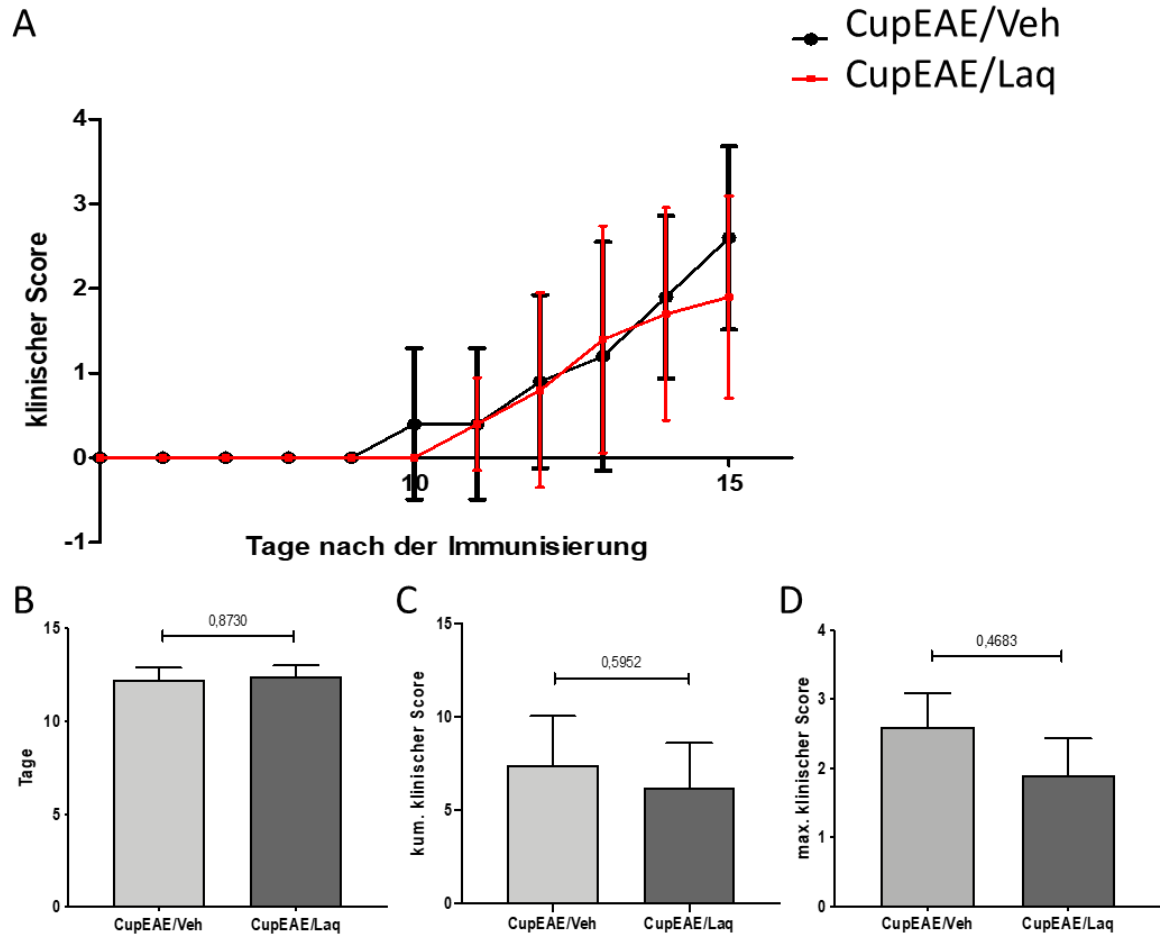 A
CupEAE/Veh
CupEAE/Laq
4
3
2
1
0
-1
klinischer Score
10
15
Tage nach der Immunisierung
B
15
10
5
0
Tage
0,8730
CupEAE/Veh
CupEAE/Laq
C
15
10
5
0
kum. klinischer Score
0,5952
CupEAE/Veh
CupEAE/Laq
D
4
3
2
1
0
max. klinischer Score
0,4683
CupEAE/Veh
CupEAE/Laq